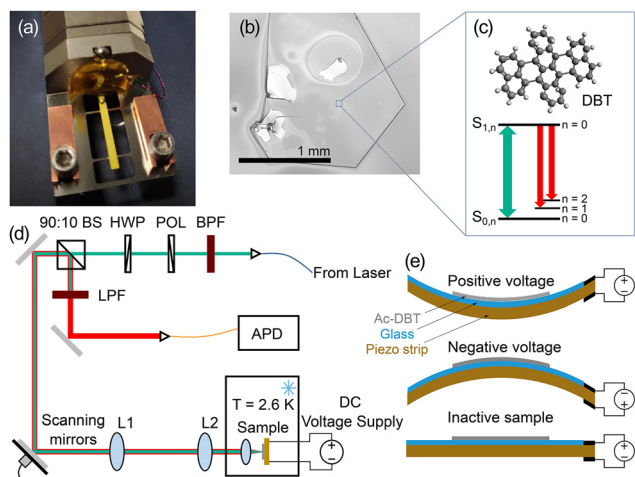 (a)
(b)
1 mm
(c)
DBT
S1,n
n = 0
n = 2
n = 1
S0,n
n = 0
(d)
90:10 BS
HWP
POL
BPF
From Laser
LPF
APD
T = 2.6 K
Sample
DC
Voltage Supply
Scanning
mirrors
L1
L2
(e)
Positive voltage
Ac-DBT
Glass
Piezo strip
Negative voltage
Inactive sample